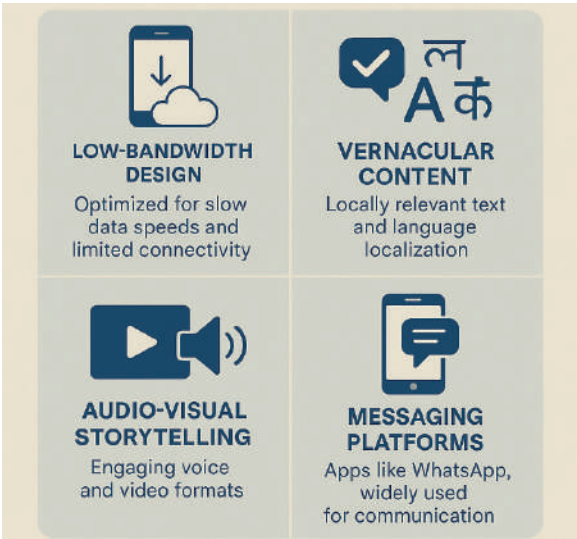 LOW-BANDWIDTH
DESIGN
Optimized for slow
data speeds and
limited connectivity
ल
A क
VERNACULAR
CONTENT
Locally relevant text
and language
localization
AUDIO-VISUAL
STORYTELLING
Engaging voice
and video formats
MESSAGING
PLATFORMS
Apps like WhatsApp,
widely used
for communication